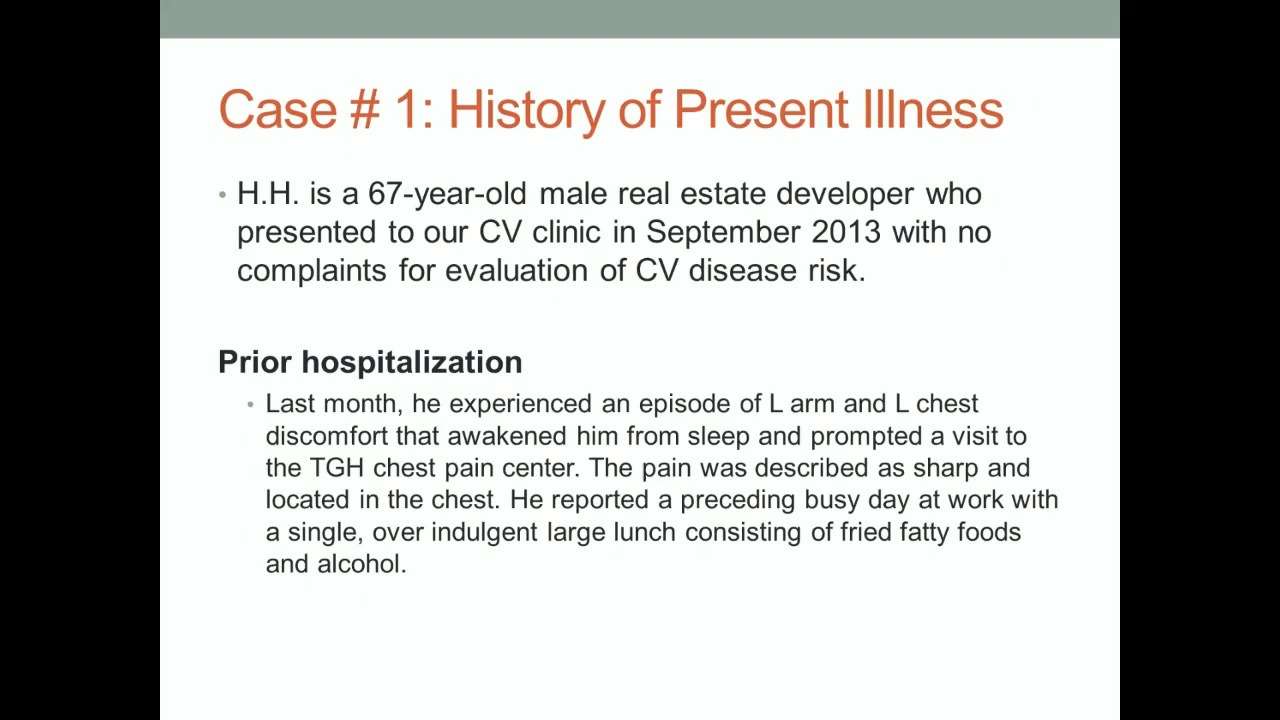 Case # 1: History of Present Illness
• H.H. is a 67-year-old male real estate developer who
presented to our CV clinic in September 2013 with no
complaints for evaluation of CV disease risk.
Prior hospitalization
• Last month, he experienced an episode of L arm and L chest
discomfort that awakened him from sleep and prompted a visit to
the TGH chest pain center. The pain was described as sharp and
located in the chest. He reported a preceding busy day at work with
a single, over indulgent large lunch consisting of fried fatty foods
and alcohol.